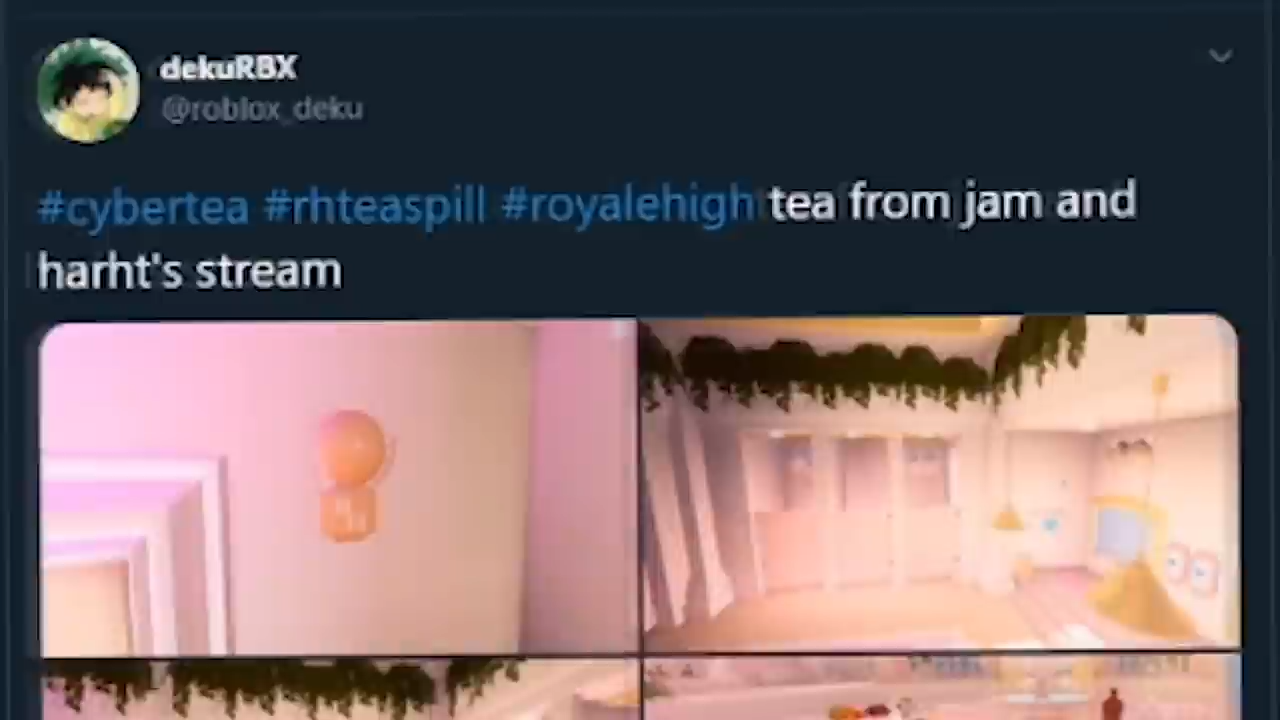 dekuRBX
@roblox_deku
#cybertea #rhteaspill #royalehigh tea from jam and
harht's stream